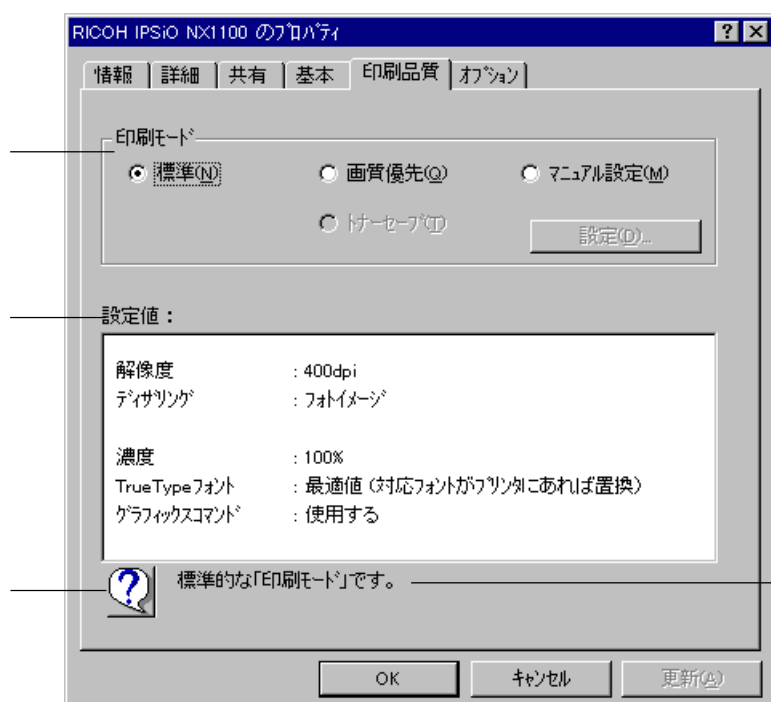 RICOH IPSiO NX1100 のﾌﾟﾛﾊﾟﾃｨ
情報 詳細 共有 基本 印刷品質 ｵﾌﾟｼｮﾝ
印刷ﾓｰﾄﾞ
標準(N) 画質優先(Q) ﾏﾆｭｱﾙ設定(M)
ﾄﾅｰｾｰﾌﾞ(T) 設定(D)...
設定値：
解像度 : 400dpi
ﾃﾞｨｻﾞﾘﾝｸﾞ : ﾌｫﾄｲﾒｰｼﾞ
濃度 : 100%
TrueTypeﾌｫﾝﾄ : 最適値（対応ﾌｫﾝﾄがﾌﾟﾘﾝﾀにあれば置換）
ｸﾞﾗﾌｨｯｸｽｺﾏﾝﾄﾞ : 使用する
標準的な｢印刷ﾓｰﾄﾞ｣です。
OK ｷｬﾝｾﾙ 更新(A)